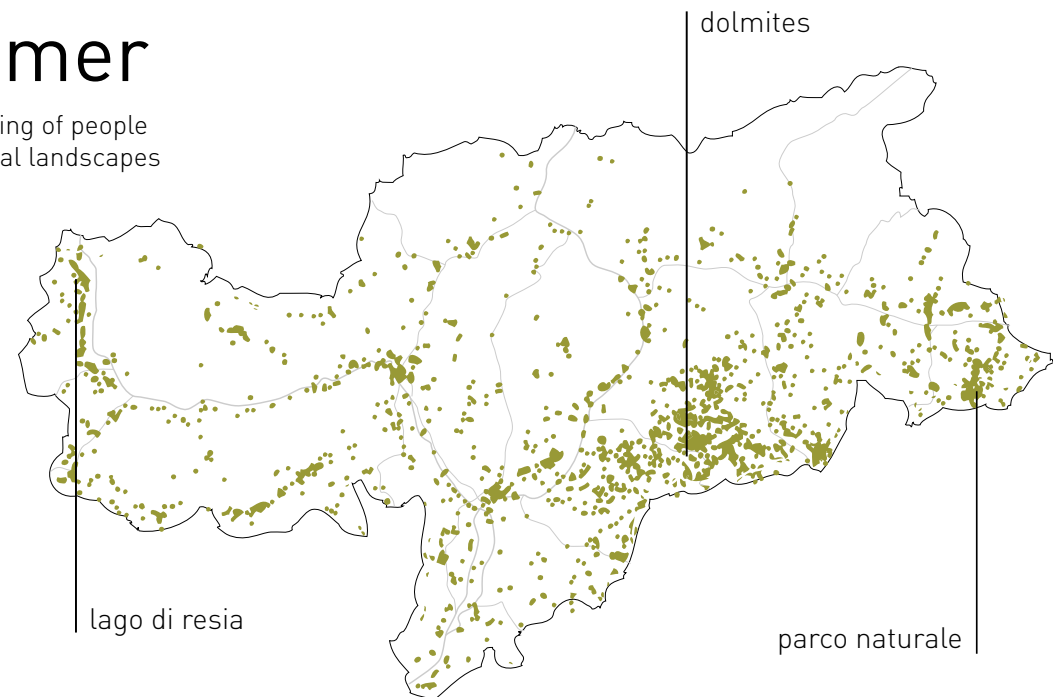 mer
ing of people
al landscapes
dolmites
lago di resia
parco naturale